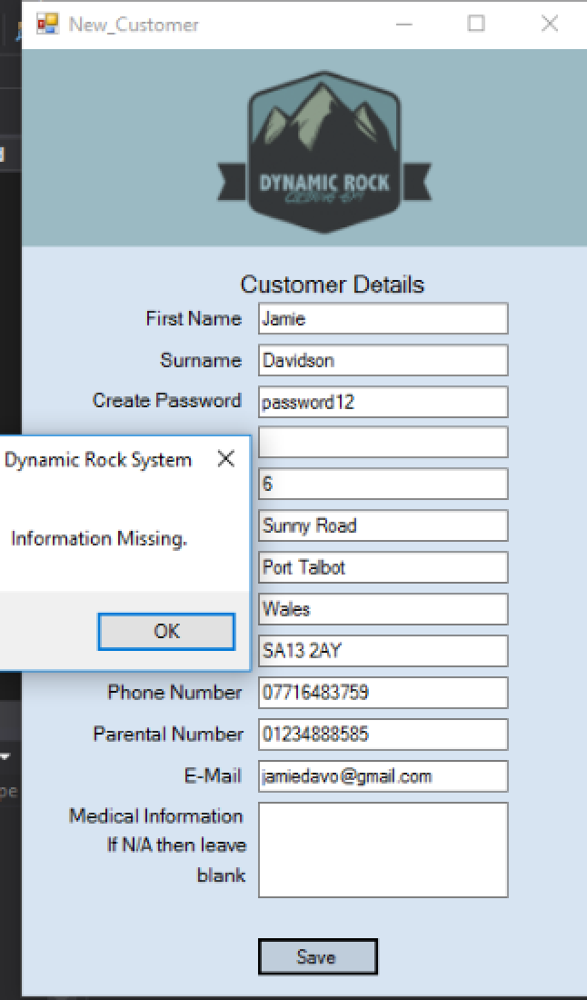 New_Customer
DYNAMIC ROCK
Customer Details
First Name Jamie
Surname Davidson
Create Password password12
Dynamic Rock System
6
Information Missing.
Sunny Road
Port Talbot
Wales
OK
SA13 2AY
Phone Number 07716483759
Parental Number 01234888585
E-Mail jamiedavo@gmail.com
Medical Information
If N/A then leave
blank
Save